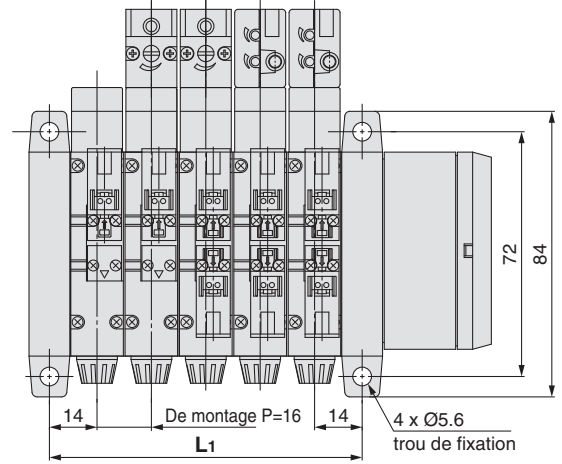 72
84
14
De montage P=16
14
4 x Ø5.6
trou de fixation
L1